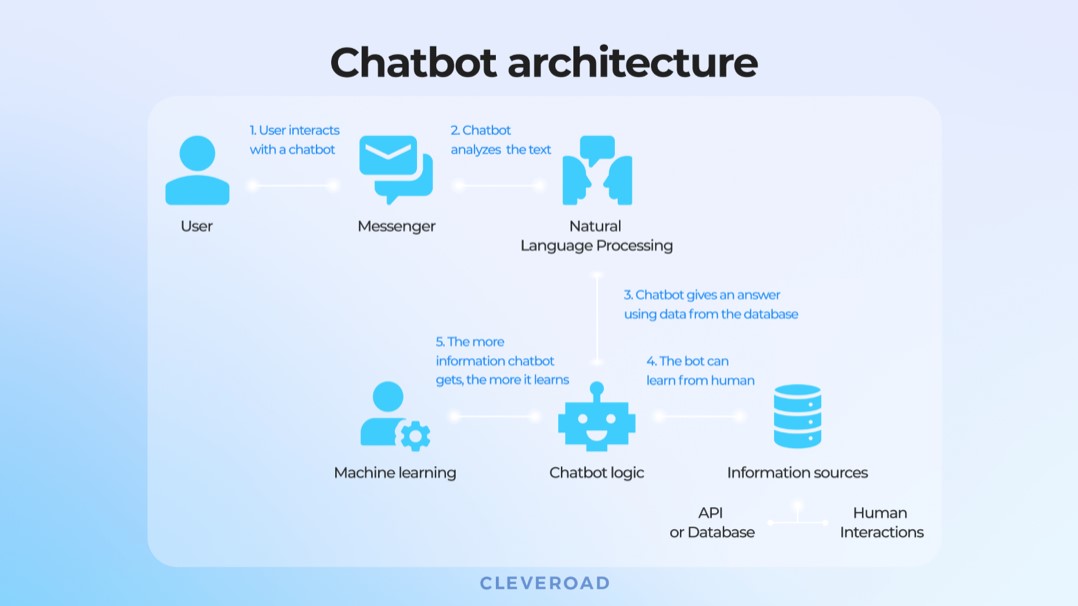 Chatbot architecture
1. User interacts
with a chatbot
2. Chatbot
analyzes the text
User
Messenger
Natural
Language Processing
3. Chatbot gives an answer
using data from the database
5. The more
information chatbot
gets, the more it learns
4. The bot can
learn from human
Machine learning
Chatbot logic
Information sources
API
or Database
Human
Interactions
CLEVEROAD